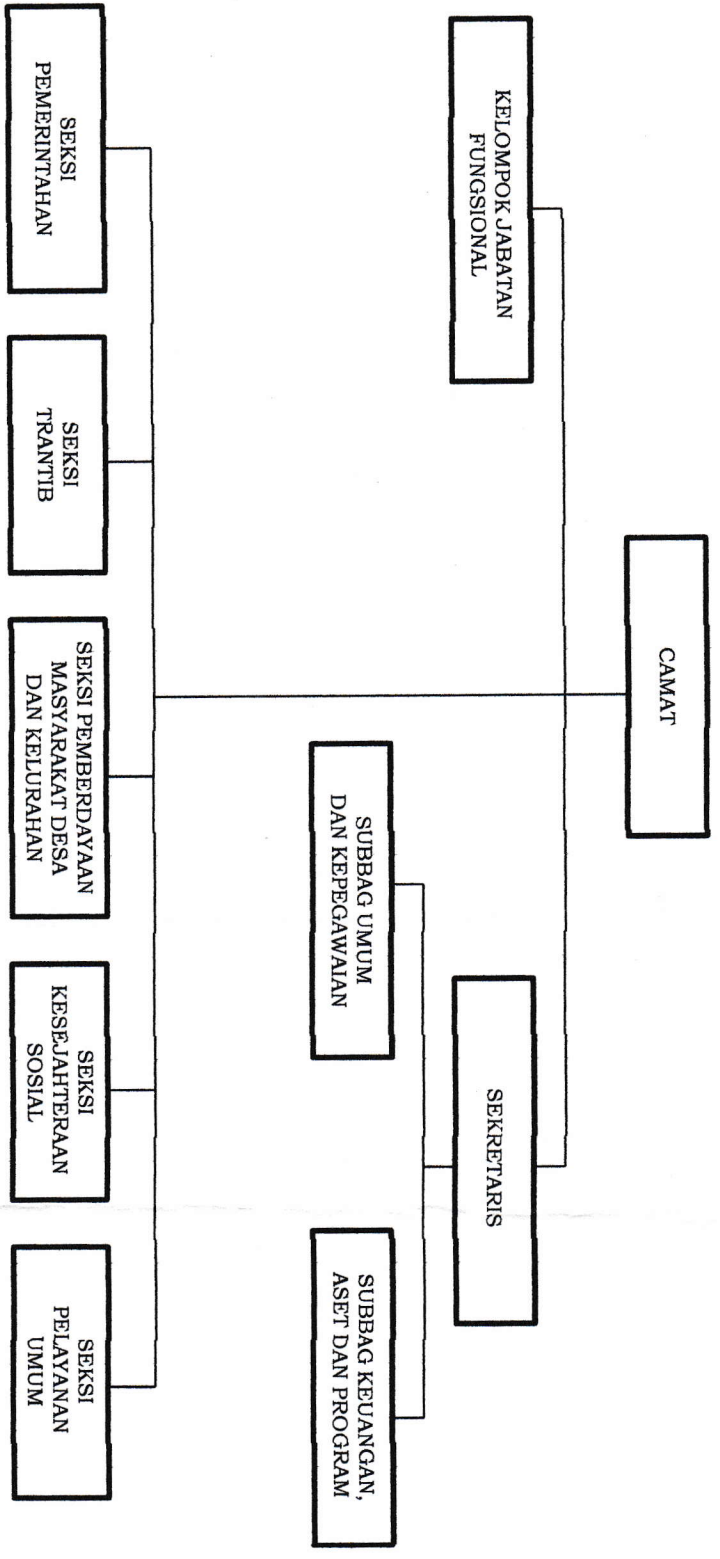 CAMAT
KELOMPOK JABATAN
FUNGSIONAL
SEKRETARIS
SUBBAG UMUM
DAN KEPEGAWAIAN
SUBBAG KEUANGAN,
ASET DAN PROGRAM
SEKSI
PEMERINTAHAN
SEKSI
TRANTIB
SEKSI PEMBERDAYAAN
MASYARAKAT DESA
DAN KELURAHAN
SEKSI
KESEJAHTERAAN
SOSIAL
SEKSI
PELAYANAN
UMUM